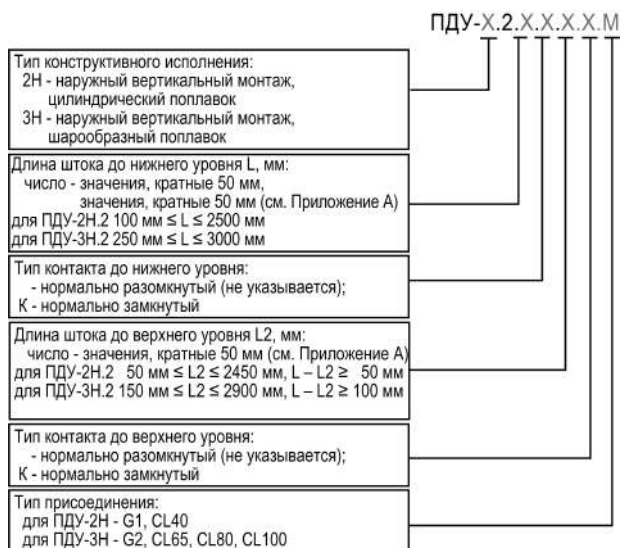 ПДУ-X.2.X.X.X.X.М
Тип конструктивного исполнения:
2Н - наружный вертикальный монтаж,
цилиндрический поплавок
3Н - наружный вертикальный монтаж,
шарообразный поплавок
Длина штока до нижнего уровня L, мм:
число - значения, кратные 50 мм,
значения, кратные 50 мм (см. Приложение А)
для ПДУ-2Н.2 100 мм ≤ L ≤ 2500 мм
для ПДУ-3Н.2 250 мм ≤ L ≤ 3000 мм
Тип контакта до нижнего уровня:
- нормально разомкнутый (не указывается);
К - нормально замкнутый
Длина штока до верхнего уровня L2, мм:
число - значения, кратные 50 мм (см. Приложение А)
для ПДУ-2Н.2 50 мм ≤ L2 ≤ 2450 мм, L – L2 ≥ 50 мм
для ПДУ-3Н.2 150 мм ≤ L2 ≤ 2900 мм, L – L2 ≥ 100 мм
Тип контакта до верхнего уровня:
- нормально разомкнутый (не указывается);
К - нормально замкнутый
Тип присоединения:
для ПДУ-2Н - G1, CL40
для ПДУ-3Н - G2, CL65, CL80, CL100